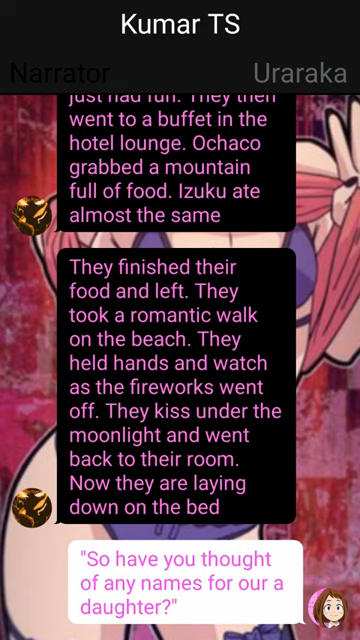 Kumar TS
Narrator Uraraka
just had fun. They then
went to a buffet in the
hotel lounge. Ochaco
grabbed a mountain
full of food. Izuku ate
almost the same
They finished their
food and left. They
took a romantic walk
on the beach. They
held hands and watch
as the fireworks went
off. They kiss under the
moonlight and went
back to their room.
Now they are laying
down on the bed
"So have you thought
of any names for our a
daughter?"